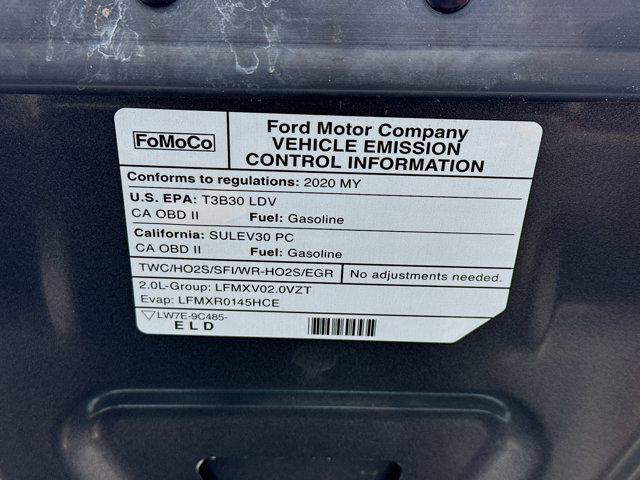 FoMoCo
Ford Motor Company
VEHICLE EMISSION
CONTROL INFORMATION
Conforms to regulations: 2020 MY
U.S. EPA: T3B30 LDV
CA OBD II Fuel: Gasoline
California: SULEV30 PC
CA OBD II Fuel: Gasoline
TWC/HO2S/SFI/WR-HO2S/EGR No adjustments needed.
2.0L-Group: LFMXV02.0VZT
Evap: LFMXR0145HCE
LW7E-9C485-
ELD